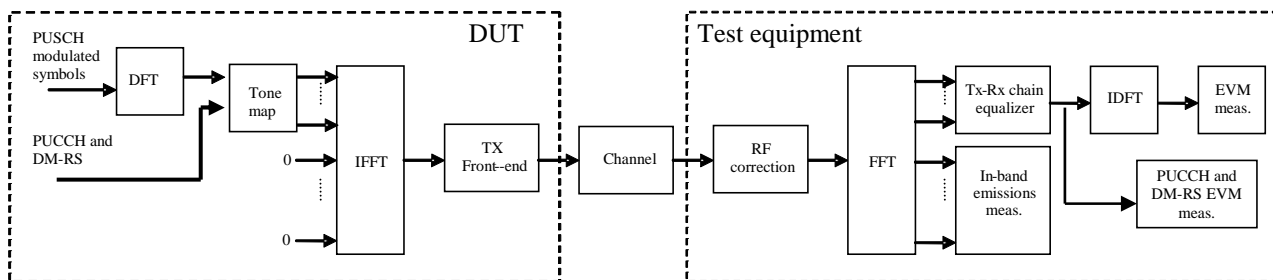 DUT
Test equipment
PUSCH
modulated
symbols
DFT
Tone
map
PUCCH and
DM-RS
0
0
IFFT
TX
Front--end
Channel
RF
correction
FFT
Tx-Rx chain
equalizer
IDFT
EVM
meas.
In-band
emissions
meas.
PUCCH and
DM-RS EVM
meas.